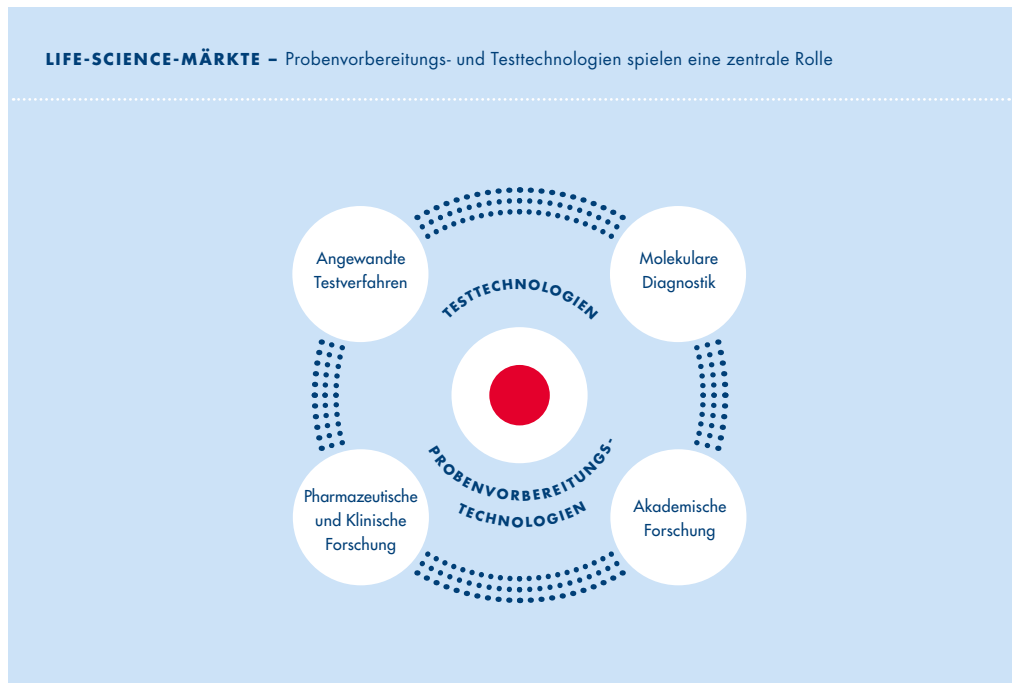 LIFE-SCIENCE-MÄRKTE – Probenvorbereitungs- und Testtechnologien spielen eine zentrale Rolle
Angewandte
Testverfahren
Molekulare
Diagnostik
TESTTECHNOLOGIEN
PROBENVORBEREITUNGS-
TECHNOLOGIEN
Pharmazeutische
und Klinische
Forschung
Akademische
Forschung